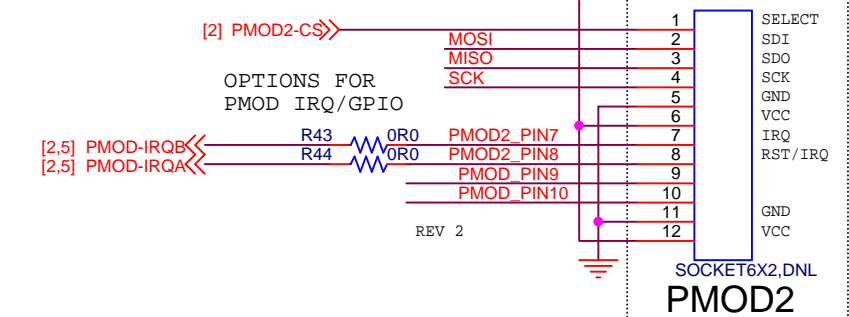 [2] PMOD2-CS
1 SELECT
MOSI 2 SDI
MISO 3 SDO
SCK 4 SCK
5 GND
6 VCC
OPTIONS FOR
PMOD IRQ/GPIO
[2,5] PMOD-IRQB R43 0R0 PMOD2_PIN7 7 IRQ
[2,5] PMOD-IRQA R44 0R0 PMOD2_PIN8 8 RST/IRQ
PMOD_PIN9 9
PMOD_PIN10 10
11 GND
REV 2 12 VCC
SOCKET6X2,DNL
PMOD2